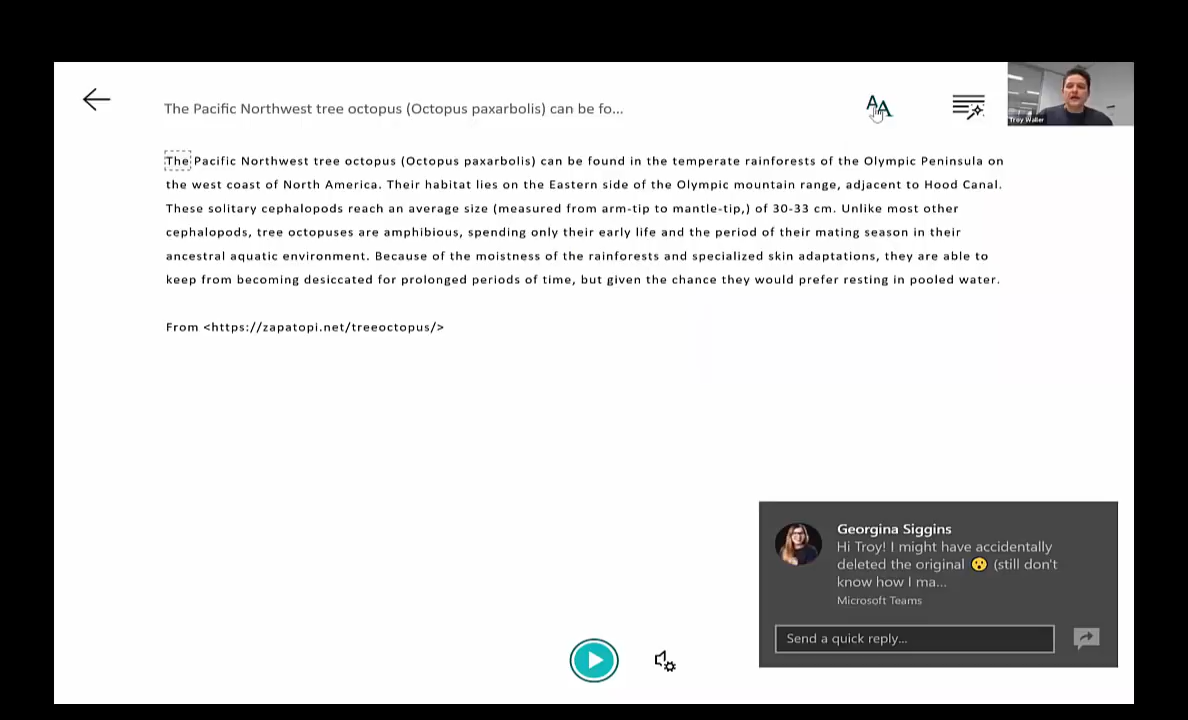 The Pacific Northwest tree octopus (Octopus paxarbolis) can be fo...
AA
Troy Waller
The Pacific Northwest tree octopus (Octopus paxarbolis) can be found in the temperate rainforests of the Olympic Peninsula on
the west coast of North America. Their habitat lies on the Eastern side of the Olympic mountain range, adjacent to Hood Canal.
These solitary cephalopods reach an average size (measured from arm-tip to mantle-tip,) of 30-33 cm. Unlike most other
cephalopods, tree octopuses are amphibious, spending only their early life and the period of their mating season in their
ancestral aquatic environment. Because of the moistness of the rainforests and specialized skin adaptations, they are able to
keep from becoming desiccated for prolonged periods of time, but given the chance they would prefer resting in pooled water.
From <https://zapatopi.net/treeoctopus/>
Georgina Siggins
Hi Troy! I might have accidentally
deleted the original 😮 (still don't
know how I ma...
Microsoft Teams
Send a quick reply...